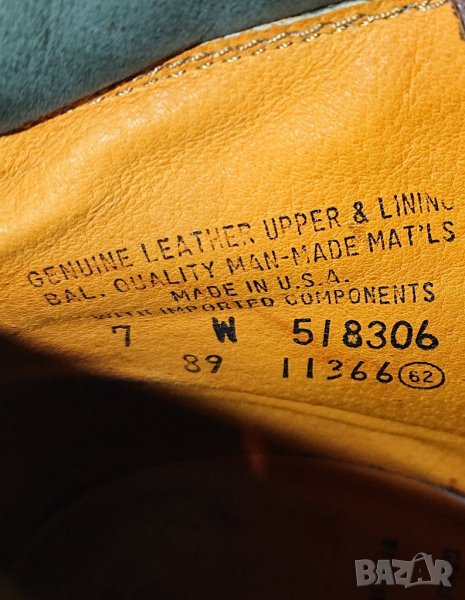 GENUINE LEATHER UPPER & LINING
BAL. QUALITY MAN-MADE MAT'LS
MADE IN U.S.A.
WITH IMPORTED COMPONENTS
7 W 518306
89 11366 62
BAZAR